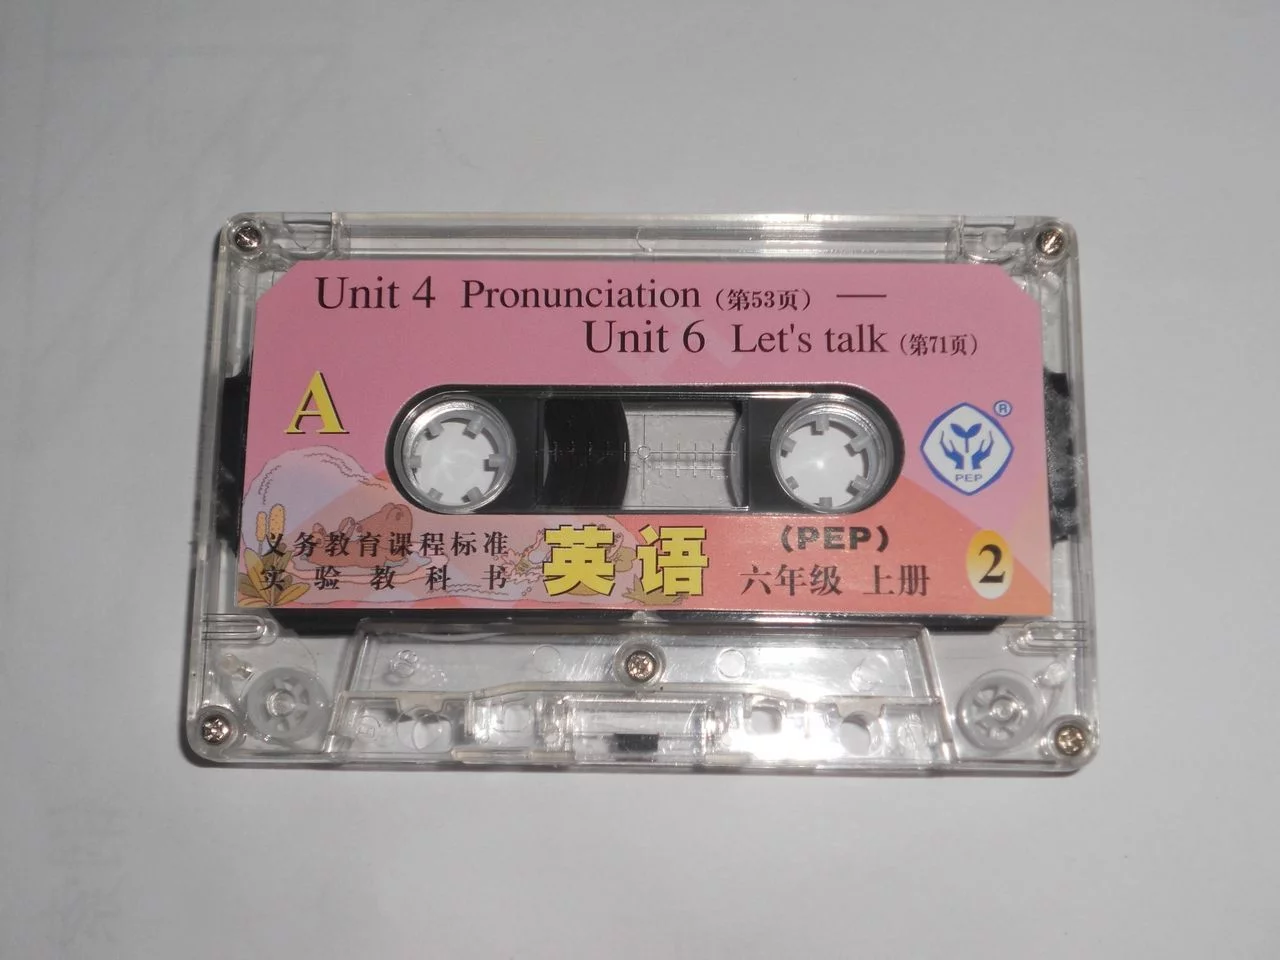 Unit 4 Pronunciation (第53页) ——
Unit 6 Let's talk (第71页)
A
®
PEP
义务教育课程标准
实验教科书
英语
(PEP)
六年级 上册
2